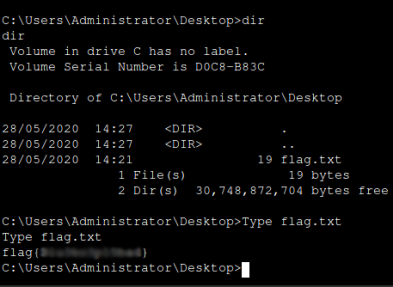 C:\Users\Administrator\Desktop>dir
dir
 Volume in drive C has no label.
 Volume Serial Number is D0C8-B83C

 Directory of C:\Users\Administrator\Desktop

28/05/2020  14:27    <DIR>          .
28/05/2020  14:27    <DIR>          ..
28/05/2020  14:21                19 flag.txt
               1 File(s)             19 bytes
               2 Dir(s)  30,748,872,704 bytes free

C:\Users\Administrator\Desktop>Type flag.txt
Type flag.txt
flag{}
C:\Users\Administrator\Desktop>